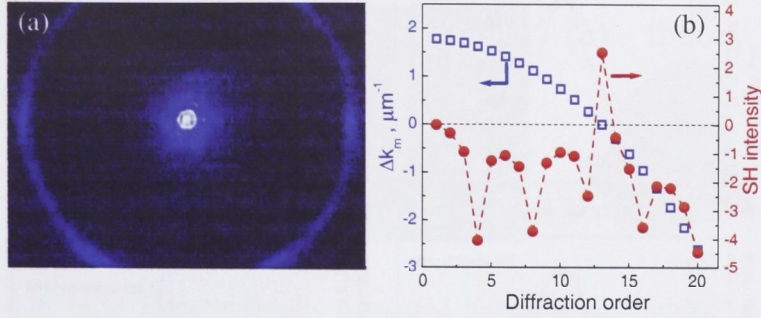 (a)
(b)
2
1
0
-1
-2
-3
Δkₘ , μm⁻¹
4
3
2
1
0
-1
-2
-3
-4
-5
SH intensity
0 5 10 15 20
Diffraction order